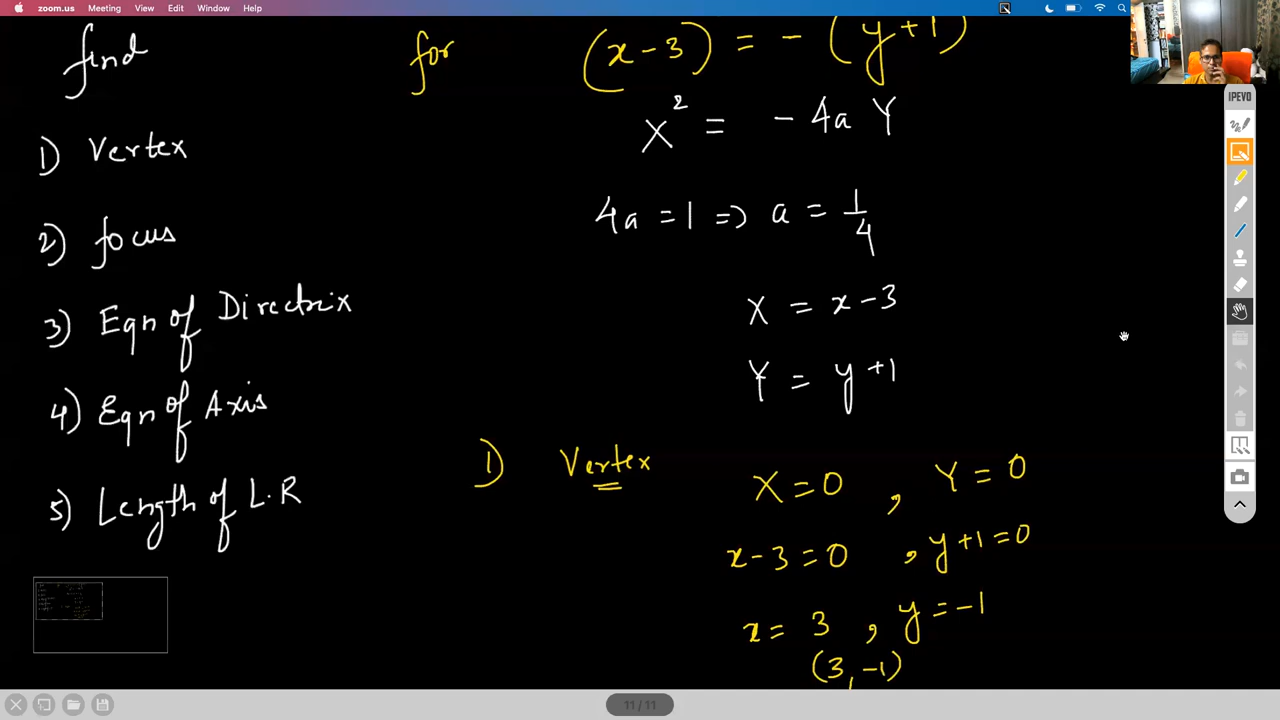 zoom.us Meeting View Edit Window Help
find for (x-3) = - (y+1)
X² = - 4a Y
1) Vertex
4a = 1 => a = 1/4
2) focus
X = x-3
3) Eqn of Directrix
Y = y+1
4) Eqn of Axis
1) Vertex
X = 0 , Y = 0
5) Length of L.R
x-3 = 0 , y+1 = 0
x = 3 , y = -1
(3, -1)
IPEVO
11/11